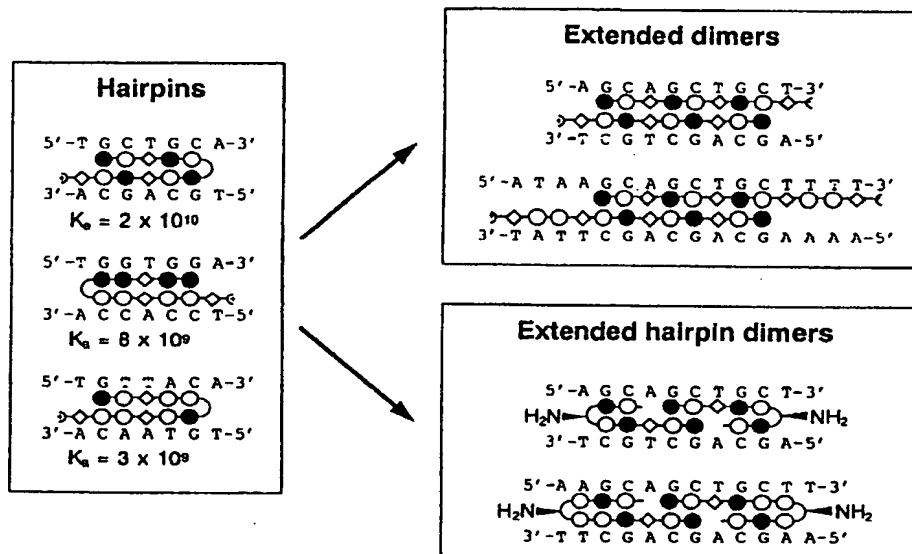 Hairpins
5'-T G C T G C A-3'
3'-A C G A C G T-5'
Kₐ = 2 x 10¹⁰
5'-T G G T G G A-3'
3'-A C C A C C T-5'
Kₐ = 8 x 10⁹
5'-T G T T A C A-3'
3'-A C A A T G T-5'
Kₐ = 3 x 10⁹
Extended dimers
5'-A G C A G C T G C T-3'
3'-T C G T C G A C G A-5'
5'-A T A A G C A G C T G C T T T T-3'
3'-T A T T C G A C G A C G A A A A-5'
Extended hairpin dimers
5'-A G C A G C T G C T-3'
H₂N NH₂
3'-T C G T C G A C G A-5'
5'-A A G C A G C T G C T T-3'
H₂N NH₂
3'-T T C G A C G A C G A A-5'